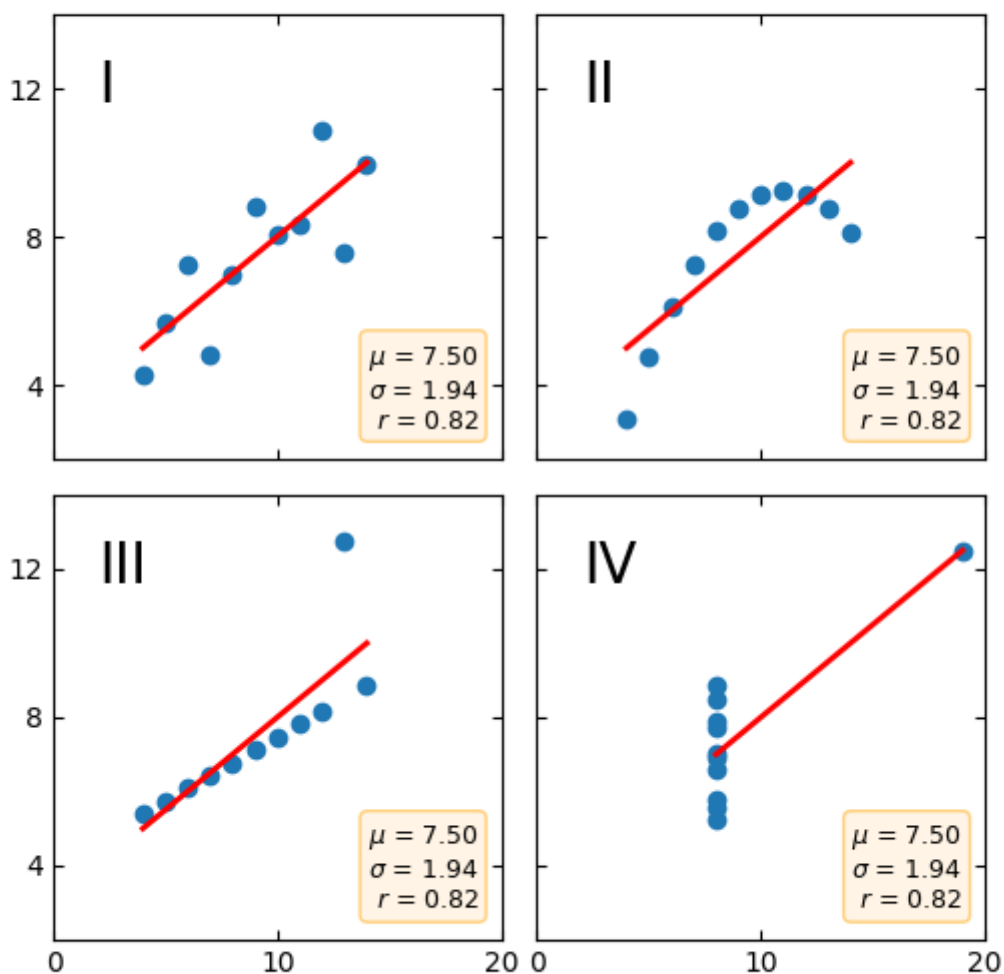 I
II
12
8
4
μ = 7.50
σ = 1.94
r = 0.82
μ = 7.50
σ = 1.94
r = 0.82
III
IV
12
8
4
μ = 7.50
σ = 1.94
r = 0.82
μ = 7.50
σ = 1.94
r = 0.82
0 10 20
0 10 20